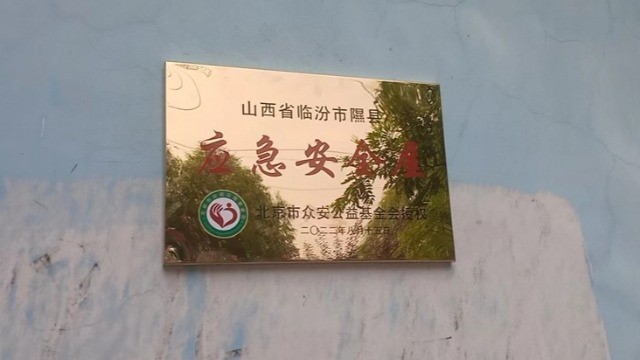 山西省临汾市隰县
应急安全屋
北京市众安公益基金会授权
二〇二二年八月十五日